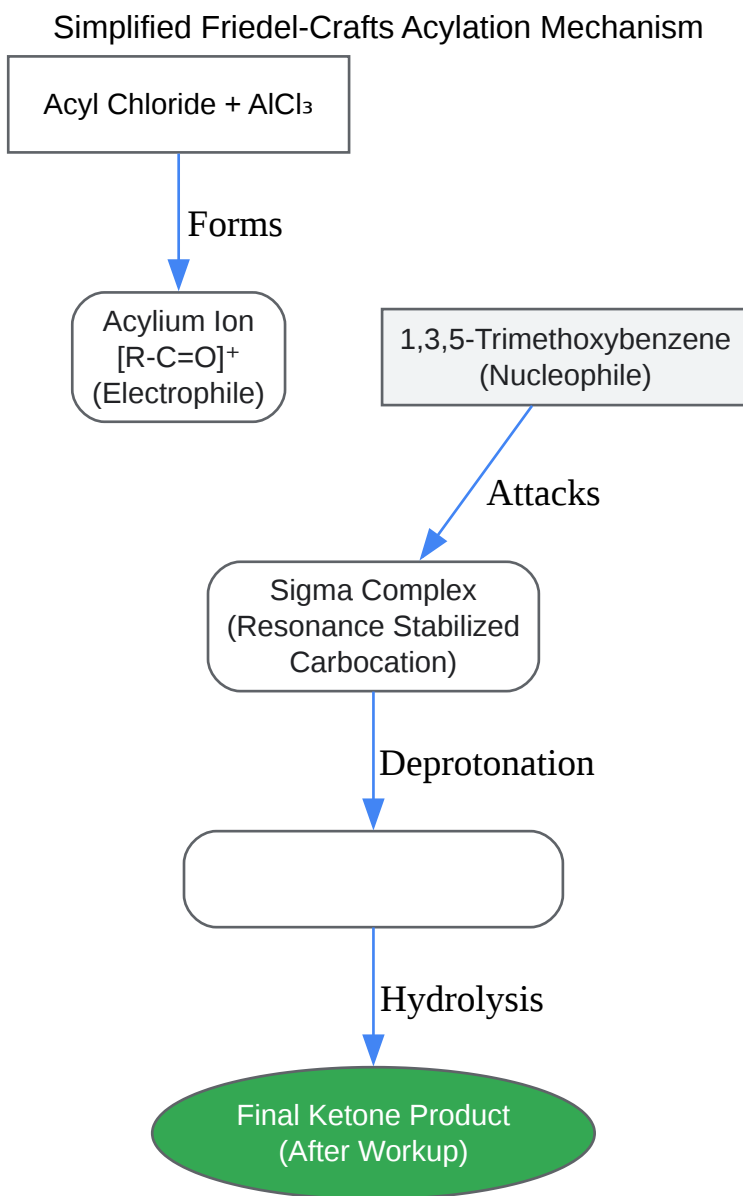 Simplified Friedel-Crafts Acylation Mechanism
Acyl Chloride + AlCl₃
Forms
Acylium Ion
[R-C=O]⁺
(Electrophile)
1,3,5-Trimethoxybenzene
(Nucleophile)
Attacks
Sigma Complex
(Resonance Stabilized
Carbocation)
Deprotonation
Hydrolysis
Final Ketone Product
(After Workup)